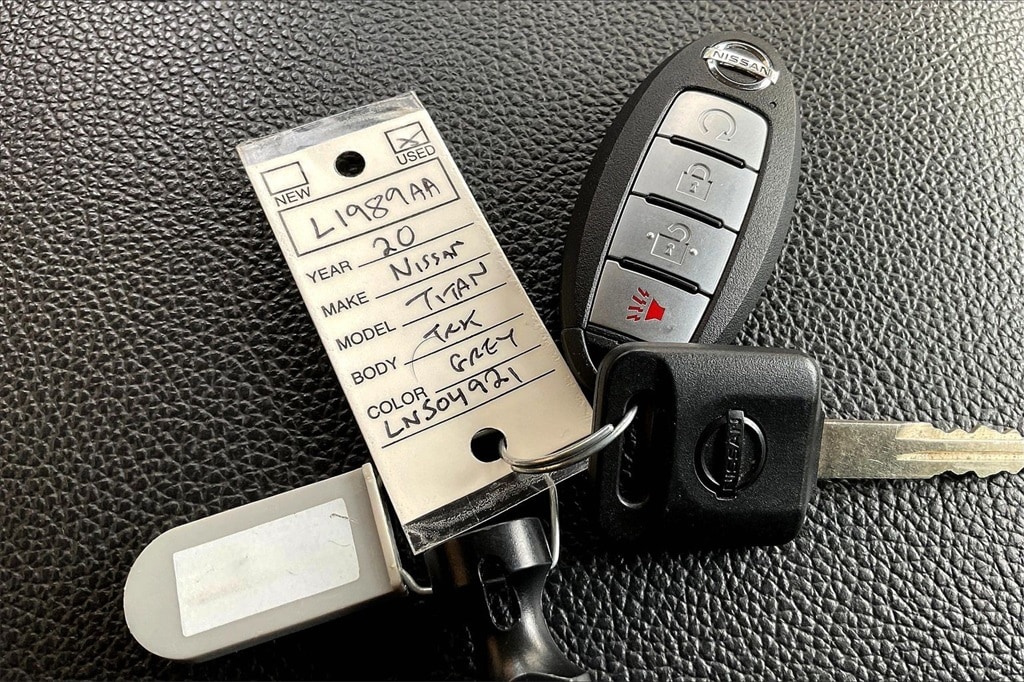 NISSAN
NEW
USED
L1989AA
YEAR 20
MAKE Nissan
MODEL TITAN
BODY TRK
COLOR GREY
LN504921
NISSAN